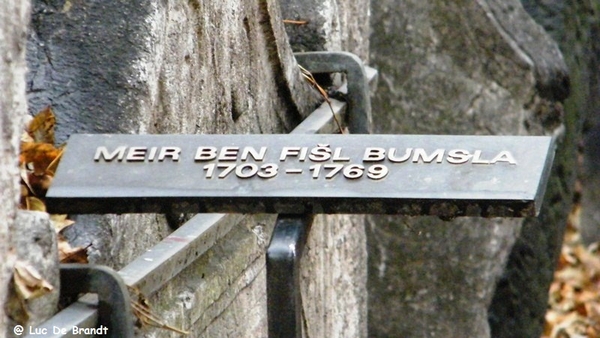 MEIR BEN FIŠL BUMSLA
1703-1769
@ Luc De Brandt